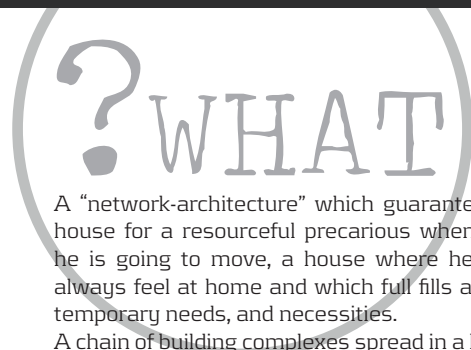 ?WHAT
A “network-architecture” which guarante
house for a resourceful precarious wher
he is going to move, a house where he
always feel at home and which full fills a
temporary needs, and necessities.
A chain of building complexes spread in a